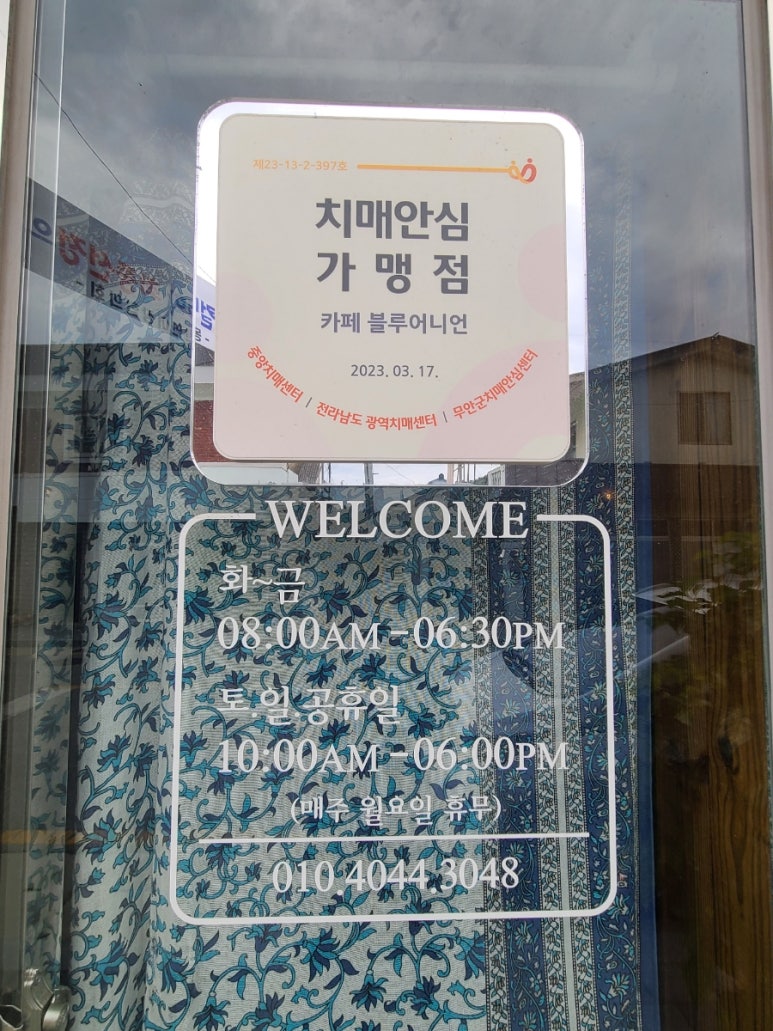 제23-13-2-397호
치매안심
가 맹 점
카페 블루어니언
2023. 03. 17.
중앙치매센터 | 전라남도 광역치매센터 | 무안군치매안심센터
WELCOME
화~금
08:00AM-06:30PM
토.일.공휴일
10:00AM-06:00PM
(매주 월요일 휴무)
010.4044.3048